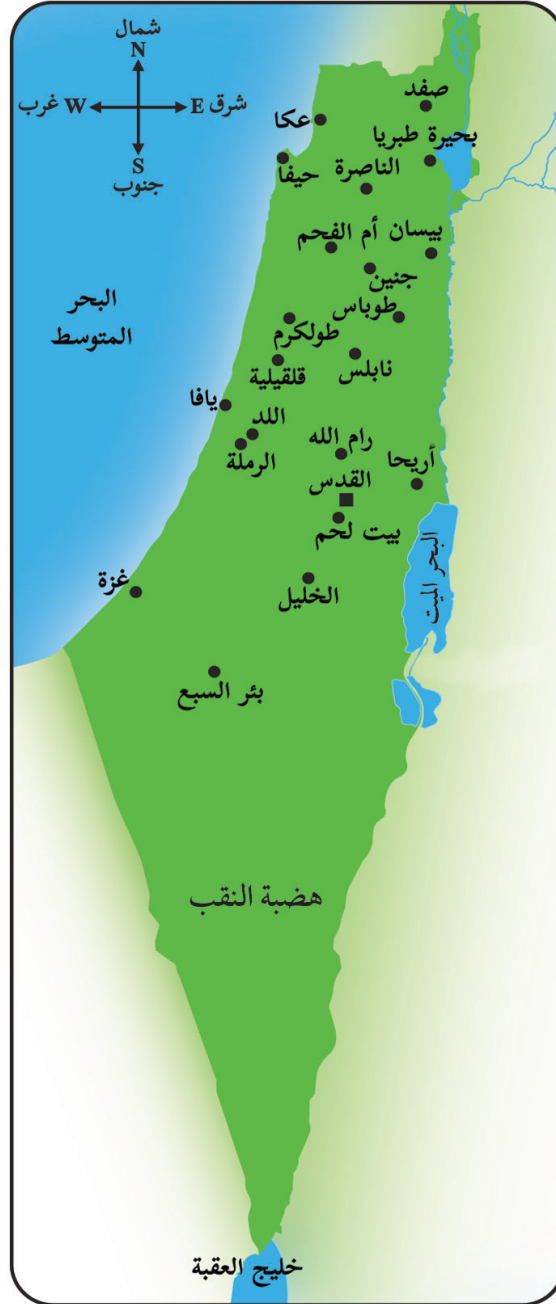 شمال
N
غرب W
E شرق
S
جنوب
صفد
عكا
بحيرة طبريا
حيفا
الناصرة
بيسان
أم الفحم
جنين
طوباس
طولكرم
نابلس
قلقيلية
البحر
المتوسط
يافا
اللد
الرملة
رام الله
أريحا
القدس
بيت لحم
البحر الميت
الخليل
غزة
بئر السبع
هضبة النقب
خليج العقبة